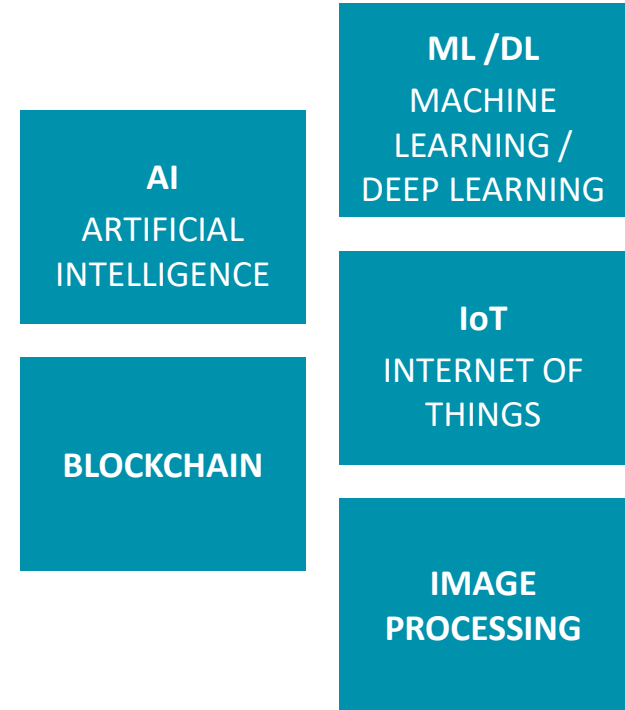 AI
ARTIFICIAL
INTELLIGENCE
BLOCKCHAIN
ML /DL
MACHINE
LEARNING /
DEEP LEARNING
IoT
INTERNET OF
THINGS
IMAGE
PROCESSING